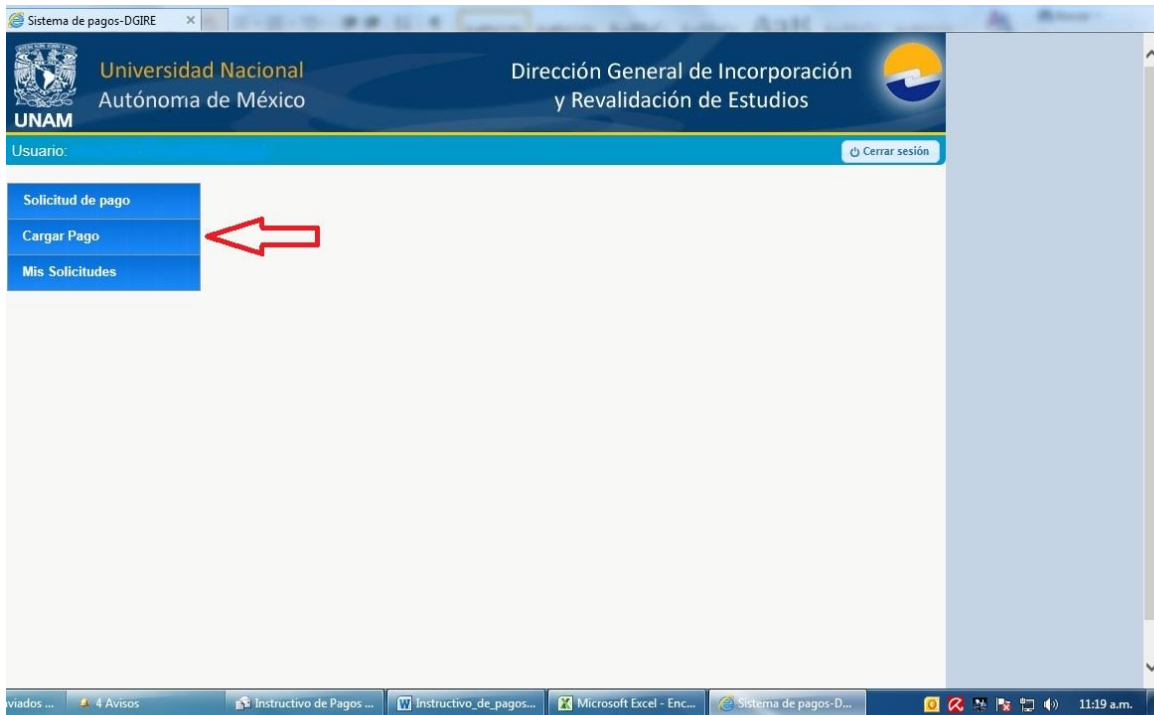 Sistema de pagos-DGIRE
Universidad Nacional
Autónoma de México
UNAM
Dirección General de Incorporación
y Revalidación de Estudios
Usuario:
Cerrar sesión
Solicitud de pago
Cargar Pago
Mis Solicitudes
viados ... 4 Avisos Instructivo de Pagos ... Instructivo_de_pagos... Microsoft Excel - Enc... Sistema de pagos-D... 11:19 a.m.